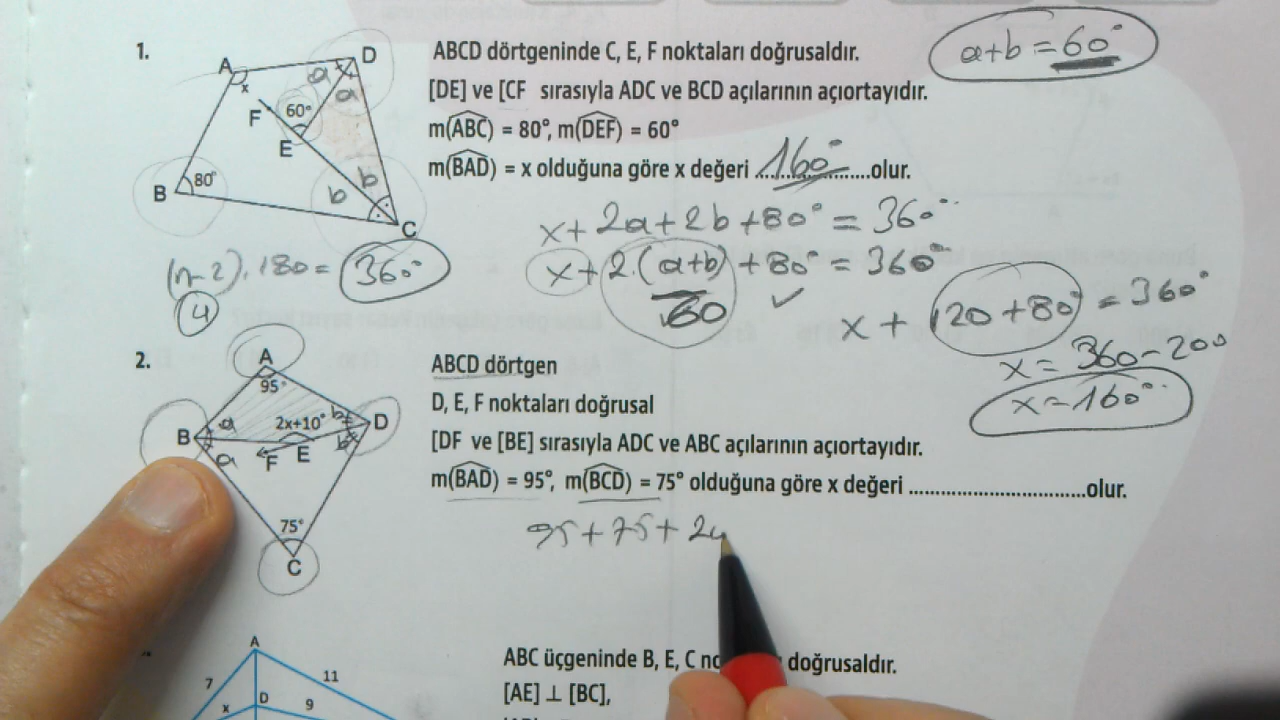 1.
ABCD dörtgeninde C, E, F noktaları doğrusaldır.
[DE] ve [CF sırasıyla ADC ve BCD açılarının açıortayıdır.
m(ABC) = 80°, m(DEF) = 60°
m(BAD) = x olduğuna göre x değeri ..160°..olur.
a+b = 60°
A
D
a
x
a
F
60°
E
B
80°
b
b
C
(n-2).180 = 360°
4
x + 2a + 2b + 80° = 360°
x + 2.(a+b) + 80° = 360°
60
x + 120 + 80° = 360°
x = 360 - 200
x = 160°
2.
ABCD dörtgen
D, E, F noktaları doğrusal
[DF ve [BE] sırasıyla ADC ve ABC açılarının açıortayıdır.
m(BAD) = 95°, m(BCD) = 75° olduğuna göre x değeri ................................olur.
A
95°
a
2x+10°
b
D
B
a
F
E
b
75°
C
95 + 75 + 2
A
7
11
D
x
9
ABC üçgeninde B, E, C doğrusaldır.
[AE] ⊥ [BC],